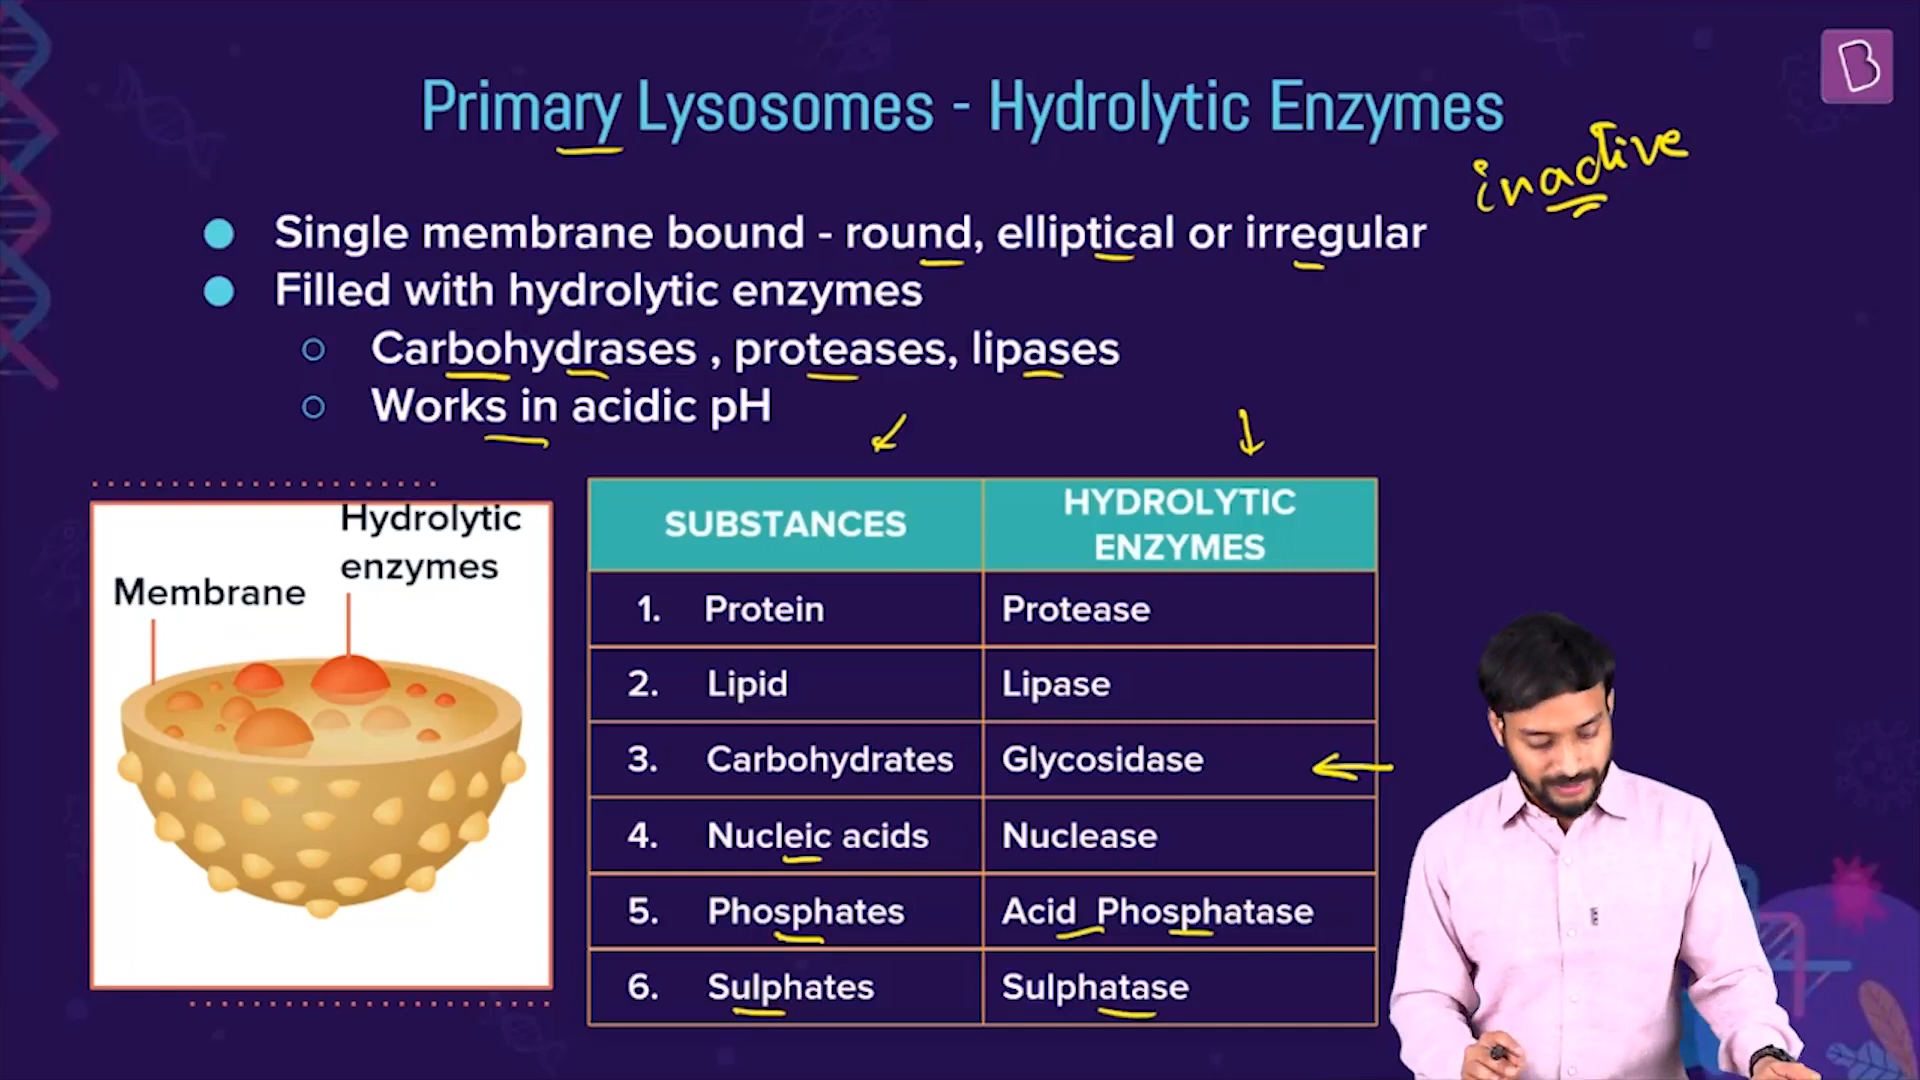 Primary Lysosomes - Hydrolytic Enzymes
inactive
Single membrane bound - round, elliptical or irregular
Filled with hydrolytic enzymes
Carbohydrases , proteases, lipases
Works in acidic pH
Hydrolytic
enzymes
Membrane
SUBSTANCES
HYDROLYTIC
ENZYMES
1. Protein Protease
2. Lipid Lipase
3. Carbohydrates Glycosidase
4. Nucleic acids Nuclease
5. Phosphates Acid Phosphatase
6. Sulphates Sulphatase
B